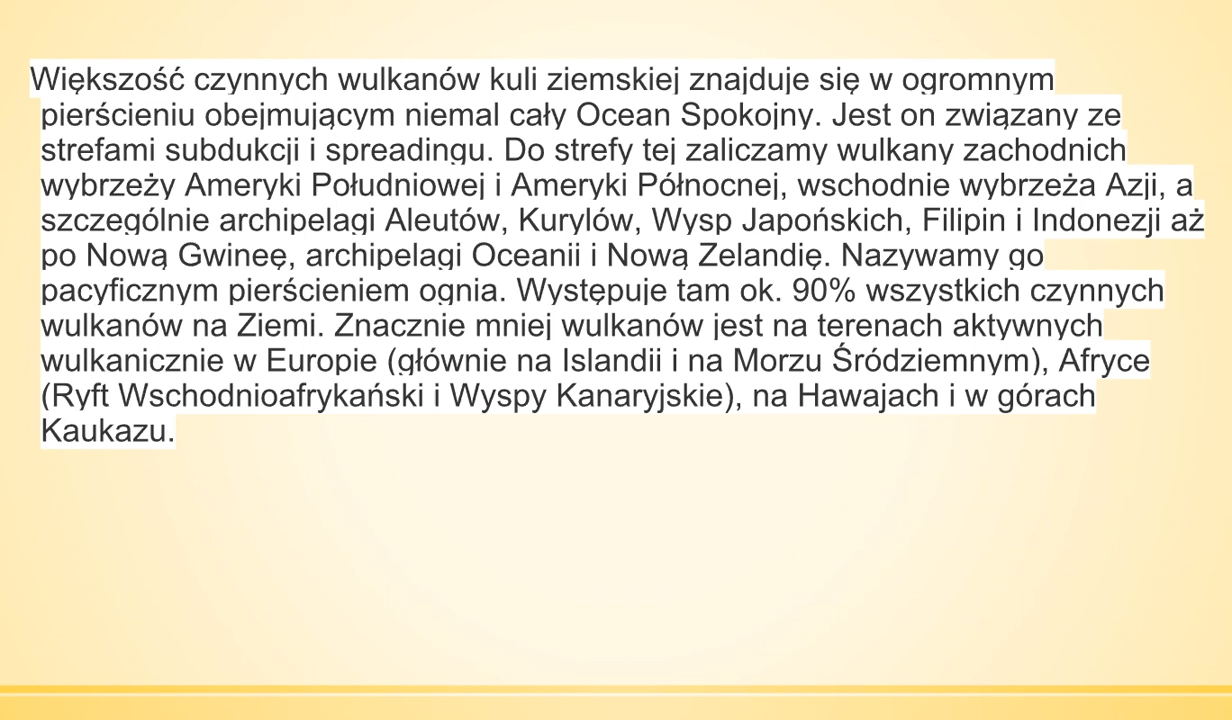 Większość czynnych wulkanów kuli ziemskiej znajduje się w ogromnym
pierścieniu obejmującym niemal cały Ocean Spokojny. Jest on związany ze
strefami subdukcji i spreadingu. Do strefy tej zaliczamy wulkany zachodnich
wybrzeży Ameryki Południowej i Ameryki Północnej, wschodnie wybrzeża Azji, a
szczególnie archipelagi Aleutów, Kurylów, Wysp Japońskich, Filipin i Indonezji aż
po Nową Gwineę, archipelagi Oceanii i Nową Zelandię. Nazywamy go
pacyficznym pierścieniem ognia. Występuje tam ok. 90% wszystkich czynnych
wulkanów na Ziemi. Znacznie mniej wulkanów jest na terenach aktywnych
wulkanicznie w Europie (głównie na Islandii i na Morzu Śródziemnym), Afryce
(Ryft Wschodnioafrykański i Wyspy Kanaryjskie), na Hawajach i w górach
Kaukazu.